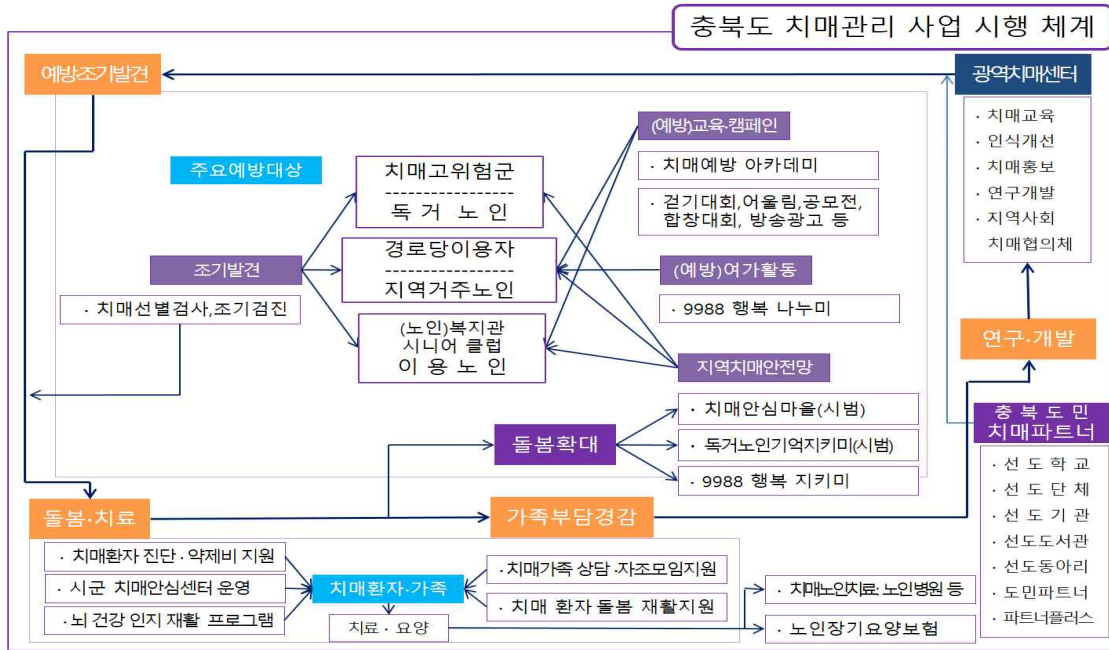 충북도 치매관리 사업 시행 체계
예방·조기발견
광역치매센터
· 치매교육
· 인식개선
· 치매홍보
· 연구개발
· 지역사회
치매협의체
주요예방대상
치매고위험군
----------------
독 거 노 인
(예방)교육·캠페인
· 치매예방 아카데미
· 걷기대회,어울림,공모전,
합창대회, 방송광고 등
조기발견
· 치매선별검사,조기검진
경로당이용자
----------------
지역거주노인
(예방)여가활동
· 9988 행복 나누미
(노인)복지관
시니어 클럽
이 용 노 인
지역치매안전망
연구·개발
돌봄확대
· 치매안심마을(시범)
· 독거노인기억지키미(시범)
· 9988 행복 지키미
충 북 도 민
치매파트너
· 선 도 학 교
· 선 도 단 체
· 선 도 기 관
· 선도도서관
· 선도동아리
· 도민파트너
· 파트너플러스
돌봄·치료
가족부담경감
· 치매환자 진단·약제비 지원
· 시군 치매안심센터 운영
· 뇌 건강 인지 재활 프로그램
치매환자·가족
· 치매가족 상담·자조모임지원
· 치매 환자 돌봄 재활지원
치료·요양
· 치매노인치료: 노인병원 등
· 노인장기요양보험